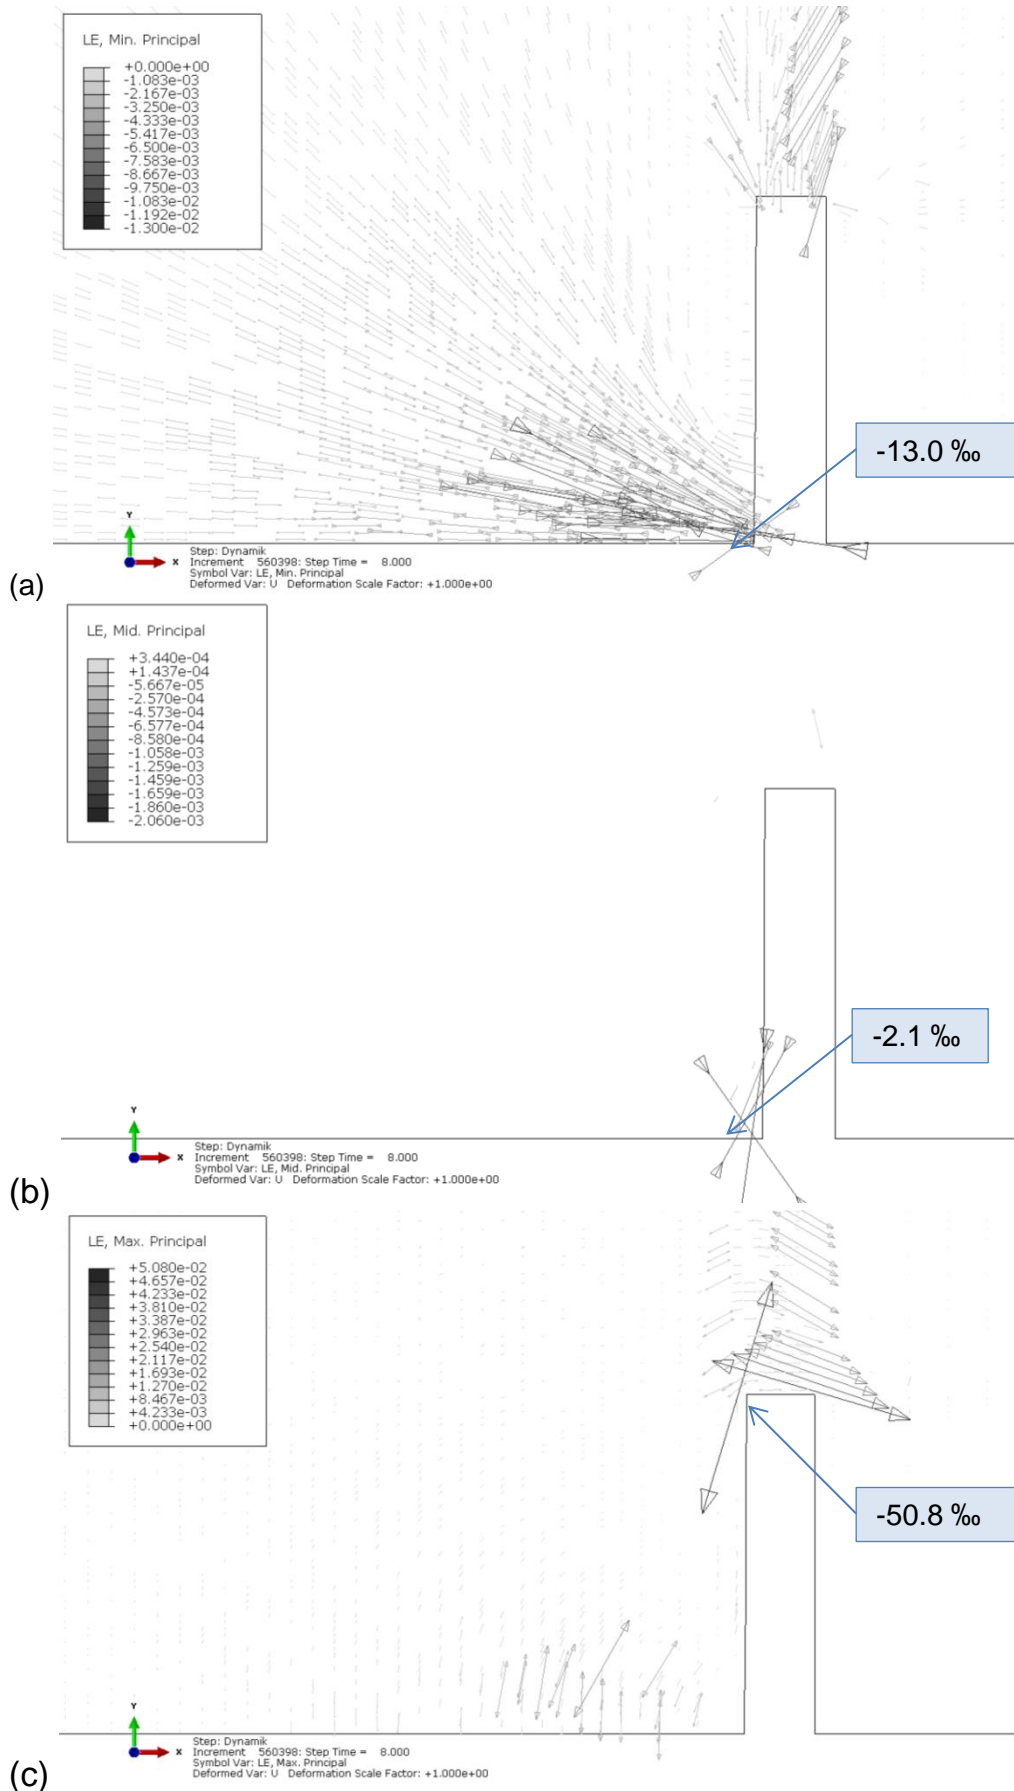 LE, Min. Principal
+0.000e+00
-1.083e-03
-2.167e-03
-3.250e-03
-4.333e-03
-5.417e-03
-6.500e-03
-7.583e-03
-8.667e-03
-9.750e-03
-1.083e-02
-1.192e-02
-1.300e-02
-13.0 ‰
Y
X
Step: Dynamik
Increment 560398: Step Time = 8.000
Symbol Var: LE, Min. Principal
Deformed Var: U Deformation Scale Factor: +1.000e+00
(a)
LE, Mid. Principal
+3.440e-04
+1.437e-04
-5.667e-05
-2.570e-04
-4.573e-04
-6.577e-04
-8.580e-04
-1.058e-03
-1.259e-03
-1.459e-03
-1.659e-03
-1.860e-03
-2.060e-03
-2.1 ‰
Y
X
Step: Dynamik
Increment 560398: Step Time = 8.000
Symbol Var: LE, Mid. Principal
Deformed Var: U Deformation Scale Factor: +1.000e+00
(b)
LE, Max. Principal
+5.080e-02
+4.657e-02
+4.233e-02
+3.810e-02
+3.387e-02
+2.963e-02
+2.540e-02
+2.117e-02
+1.693e-02
+1.270e-02
+8.467e-03
+4.233e-03
+0.000e+00
-50.8 ‰
Y
X
Step: Dynamik
Increment 560398: Step Time = 8.000
Symbol Var: LE, Max. Principal
Deformed Var: U Deformation Scale Factor: +1.000e+00
(c)